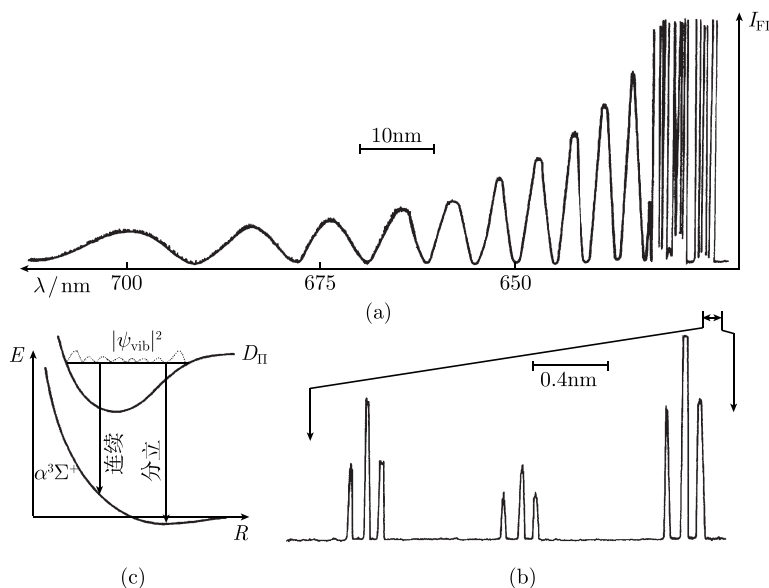 I_FI
10nm
λ/nm 700 675 650
(a)
|ψ_vib|²
E
D_Π
0.4nm
连续
分立
α³Σ⁺
R
(c)
(b)